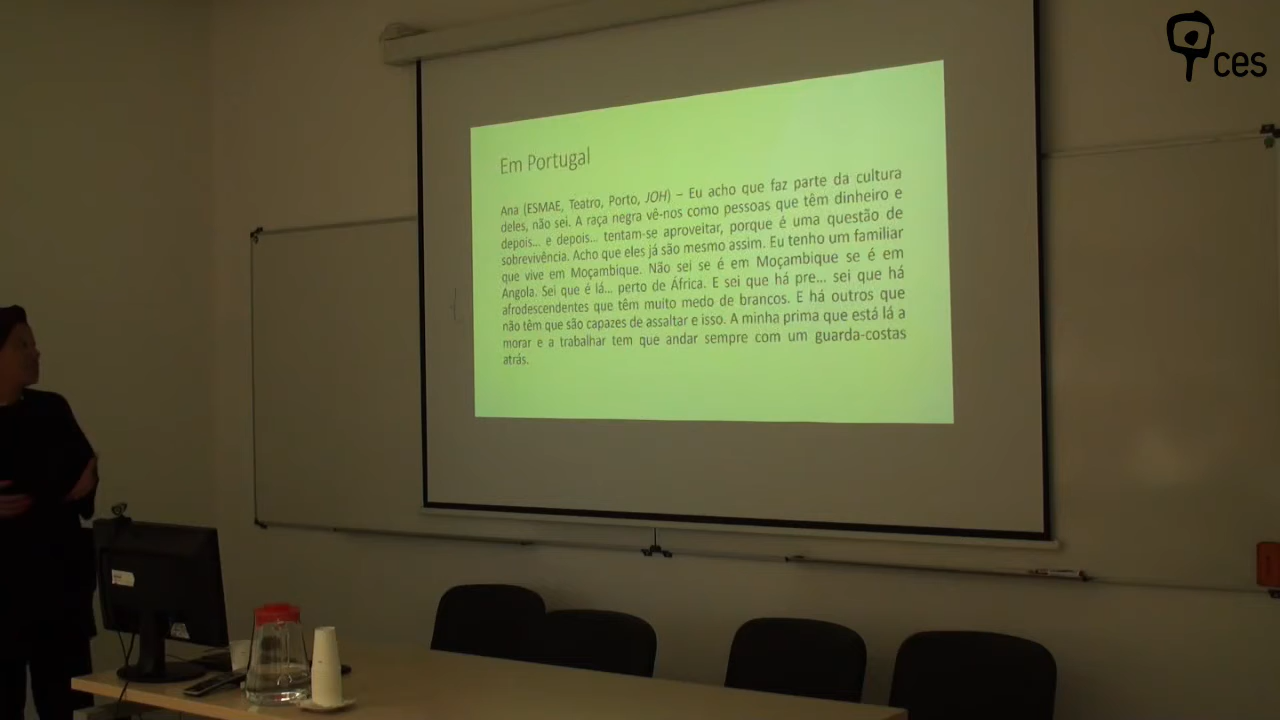 ces
Em Portugal
Ana (ESMAE, Teatro, Porto, JOH) – Eu acho que faz parte da cultura
deles, não sei. A raça negra vê-nos como pessoas que têm dinheiro e
depois... e depois... tentam-se aproveitar, porque é uma questão de
sobrevivência. Acho que eles já são mesmo assim. Eu tenho um familiar
que vive em Moçambique. Não sei se é em Moçambique se é em
Angola. Sei que é lá... perto de África. E sei que há pre... sei que há
afrodescendentes que têm muito medo de brancos. E há outros que
não têm que são capazes de assaltar e isso. A minha prima que está lá a
morar e a trabalhar tem que andar sempre com um guarda-costas
atrás.